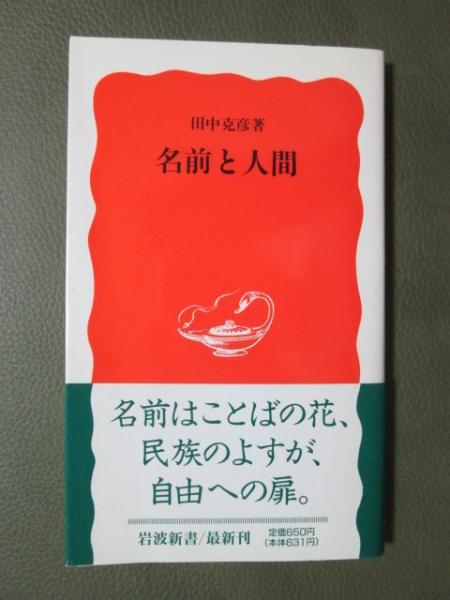 田中克彦著
名前と人間
名前はことばの花、
民族のよすが、
自由への扉。
岩波新書/最新刊
定価650円
(本体631円)